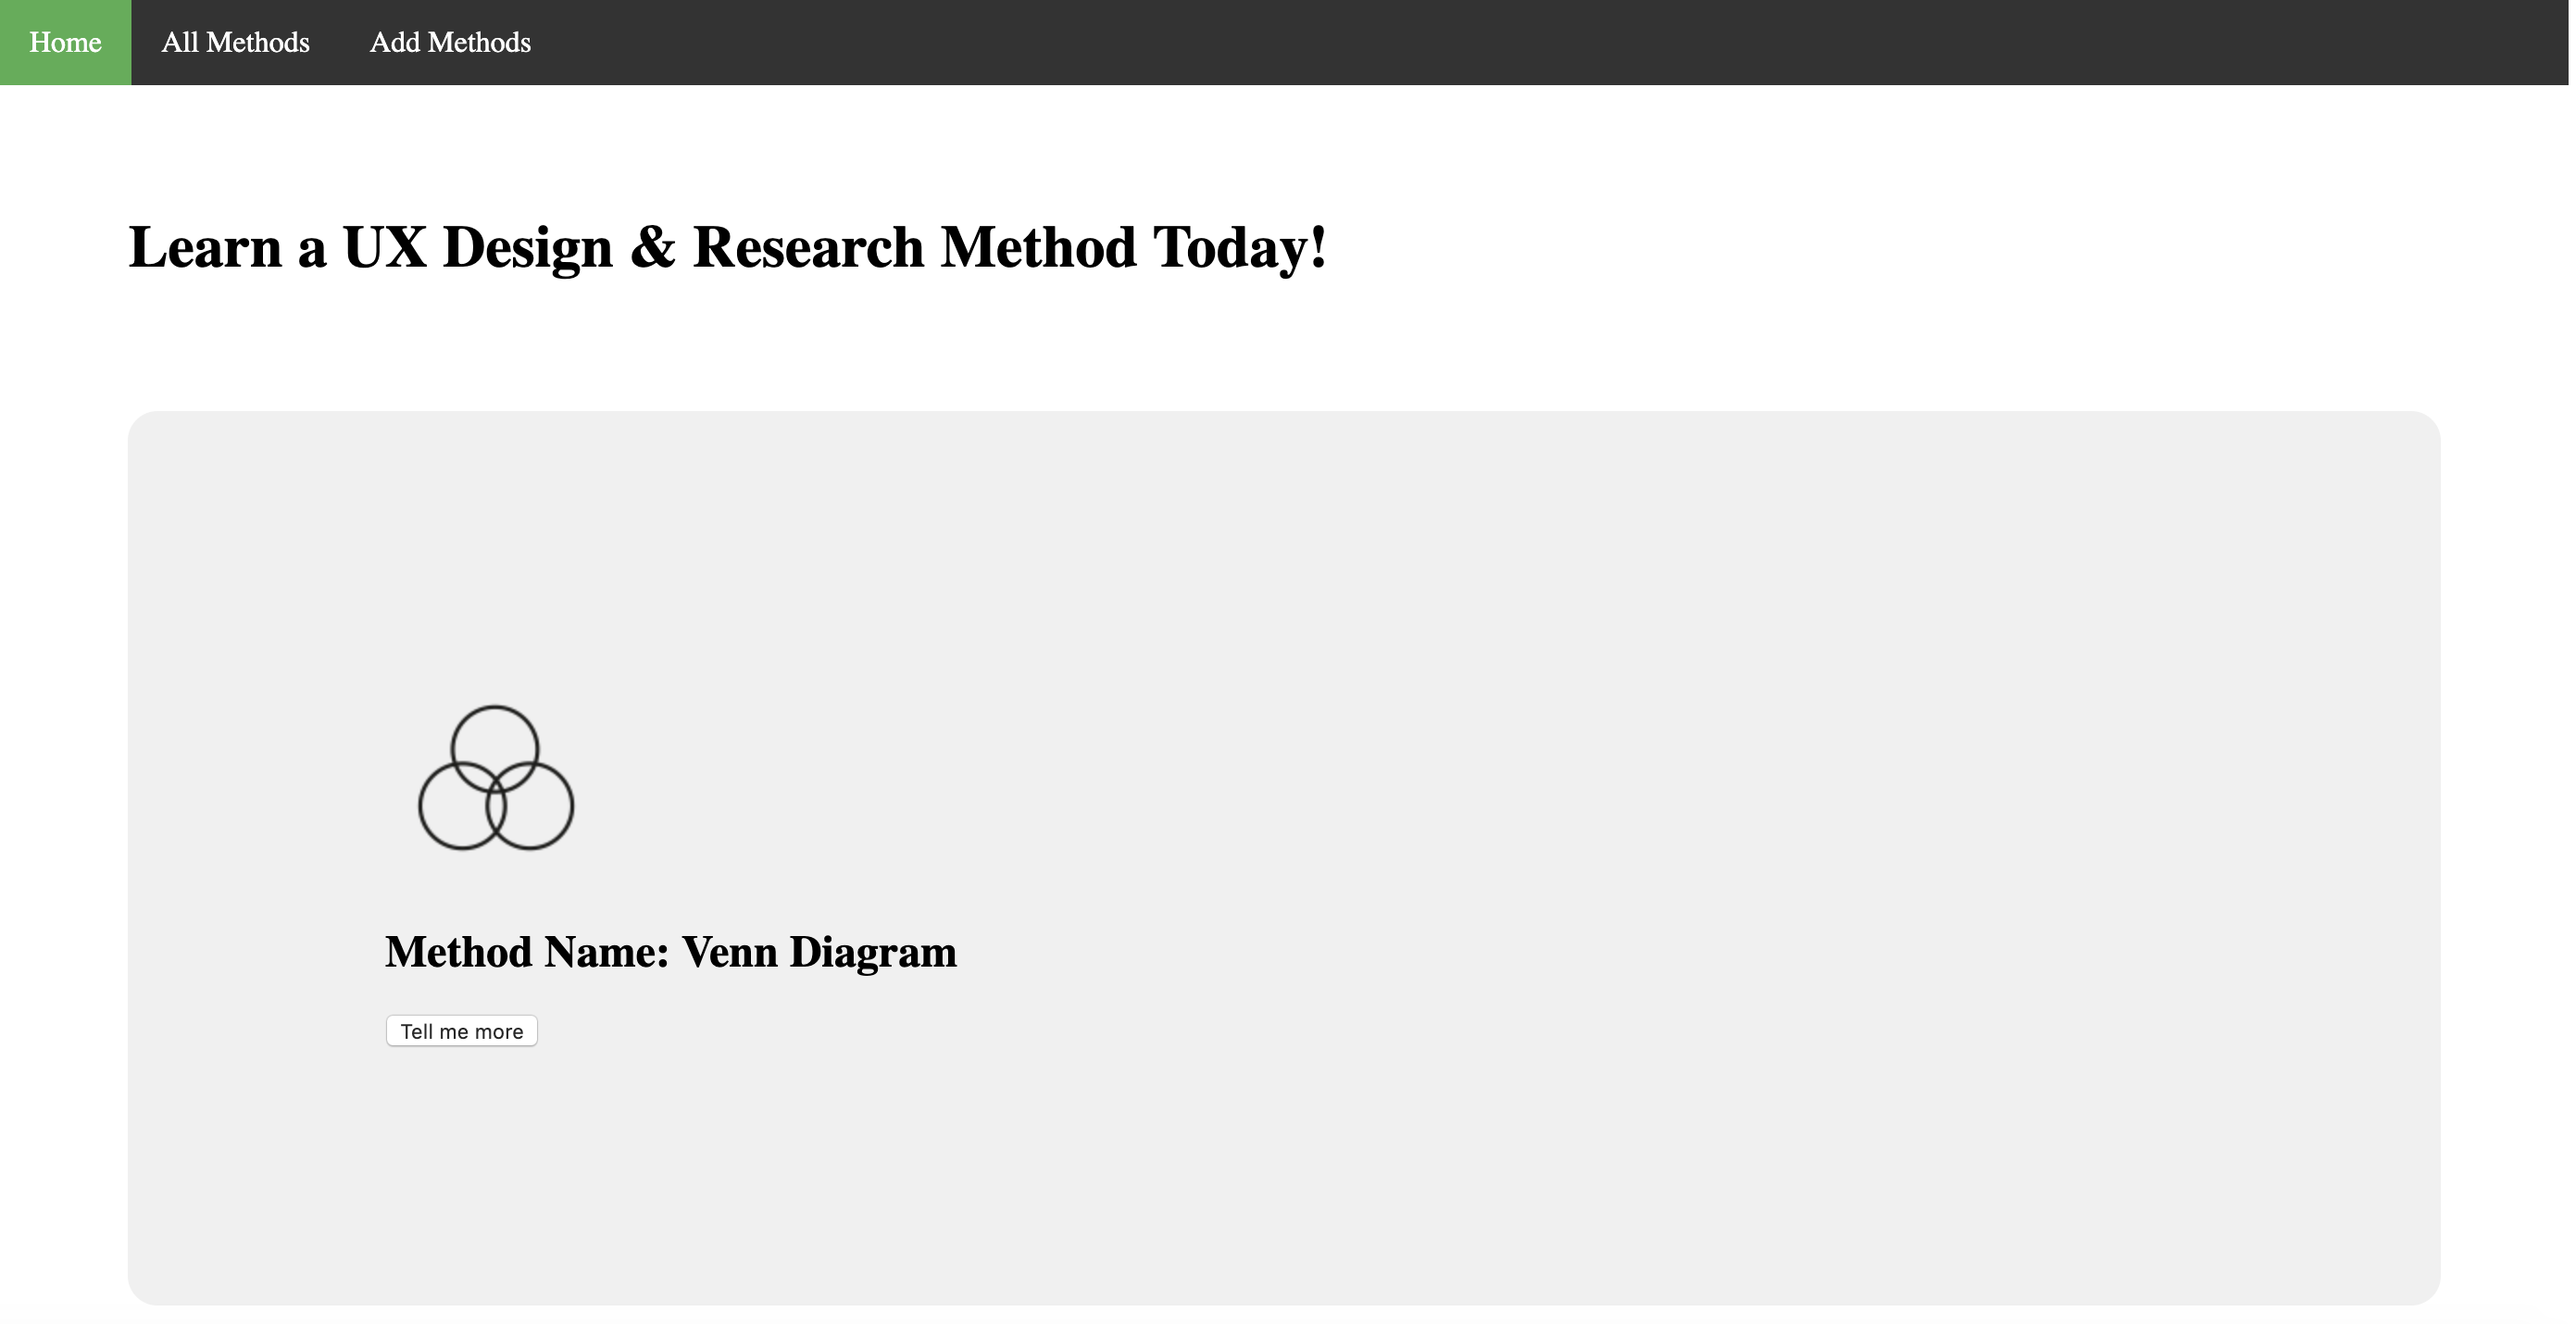 Home All Methods Add Methods
Learn a UX Design & Research Method Today!
Method Name: Venn Diagram
Tell me more